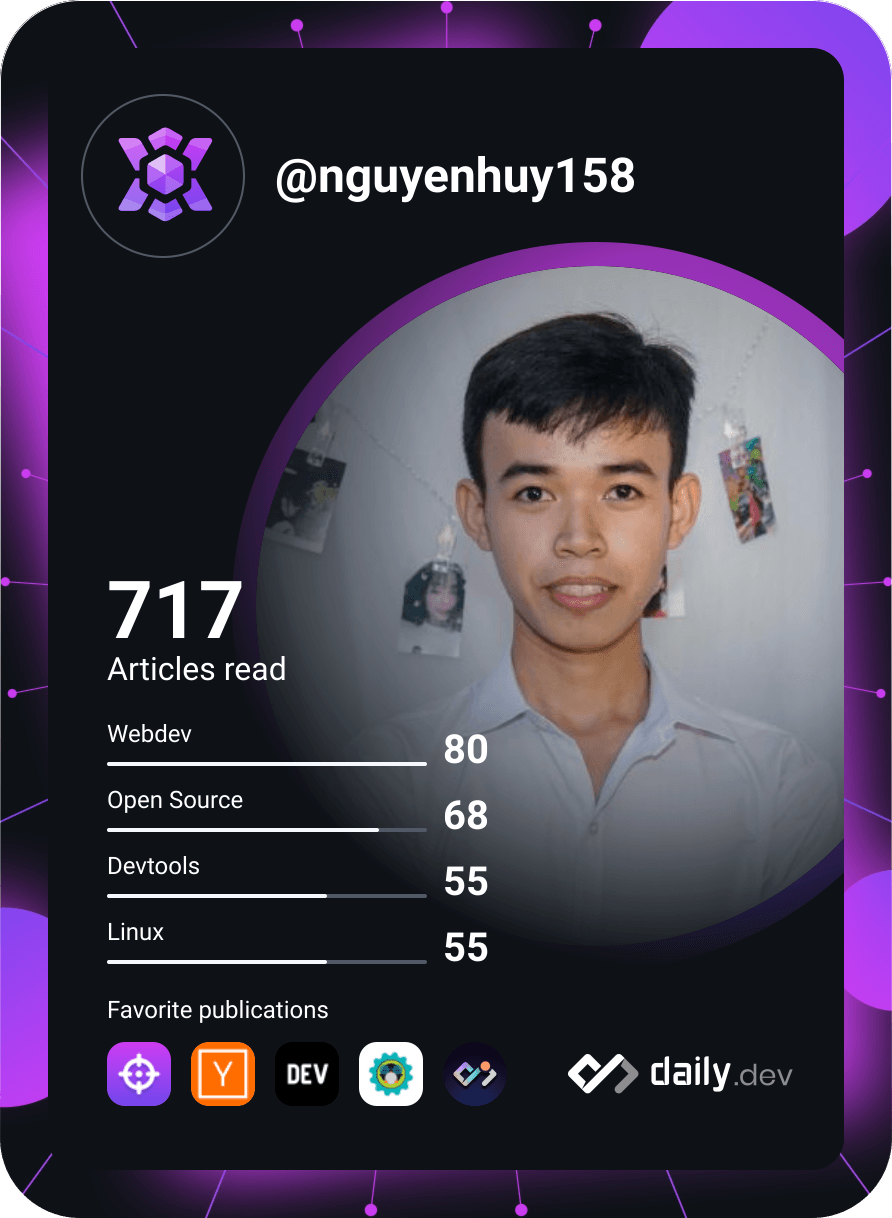 @nguyenhuy158
717
Articles read
Webdev
80
Open Source
68
Devtools
55
Linux
55
Favorite publications
Y
DEV
daily.dev